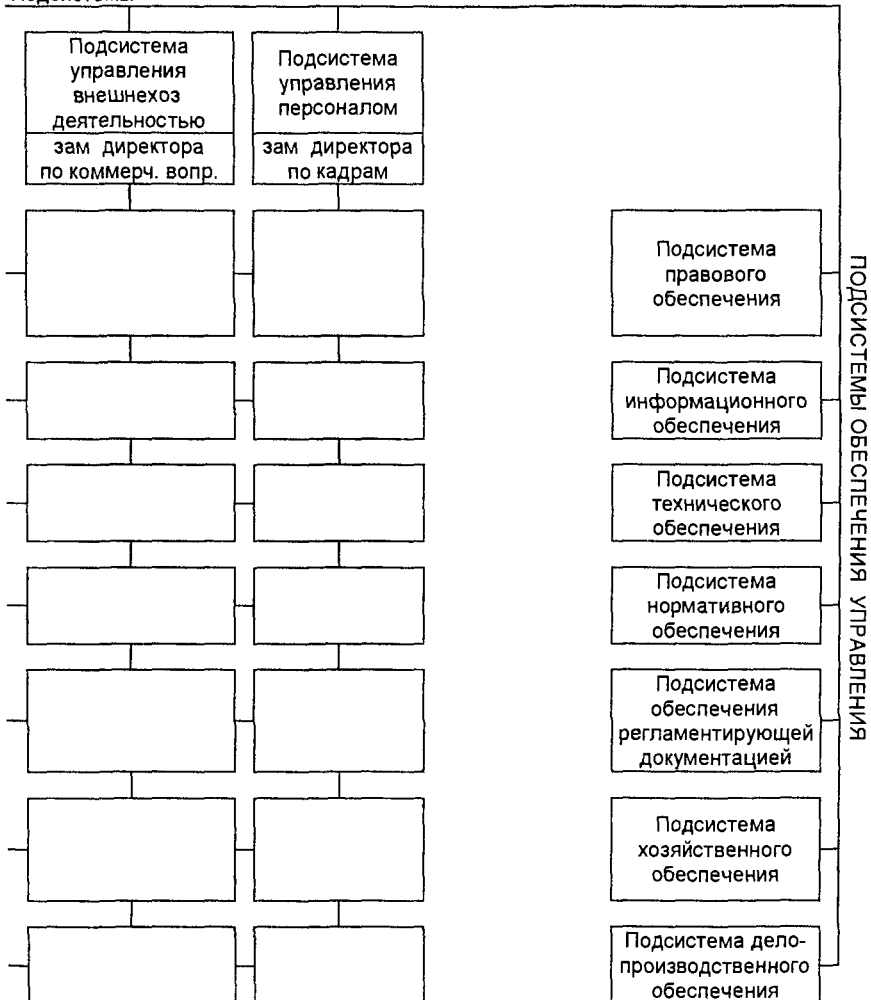 Подсистема
управления
внешнехоз
деятельностью
зам директора
по коммерч. вопр.
Подсистема
управления
персоналом
зам директора
по кадрам
Подсистема
правового
обеспечения
Подсистема
информационного
обеспечения
Подсистема
технического
обеспечения
Подсистема
нормативного
обеспечения
Подсистема
обеспечения
регламентирующей
документацией
Подсистема
хозяйственного
обеспечения
Подсистема дело-
производственного
обеспечения
ПОДСИСТЕМЫ ОБЕСПЕЧЕНИЯ УПРАВЛЕНИЯ